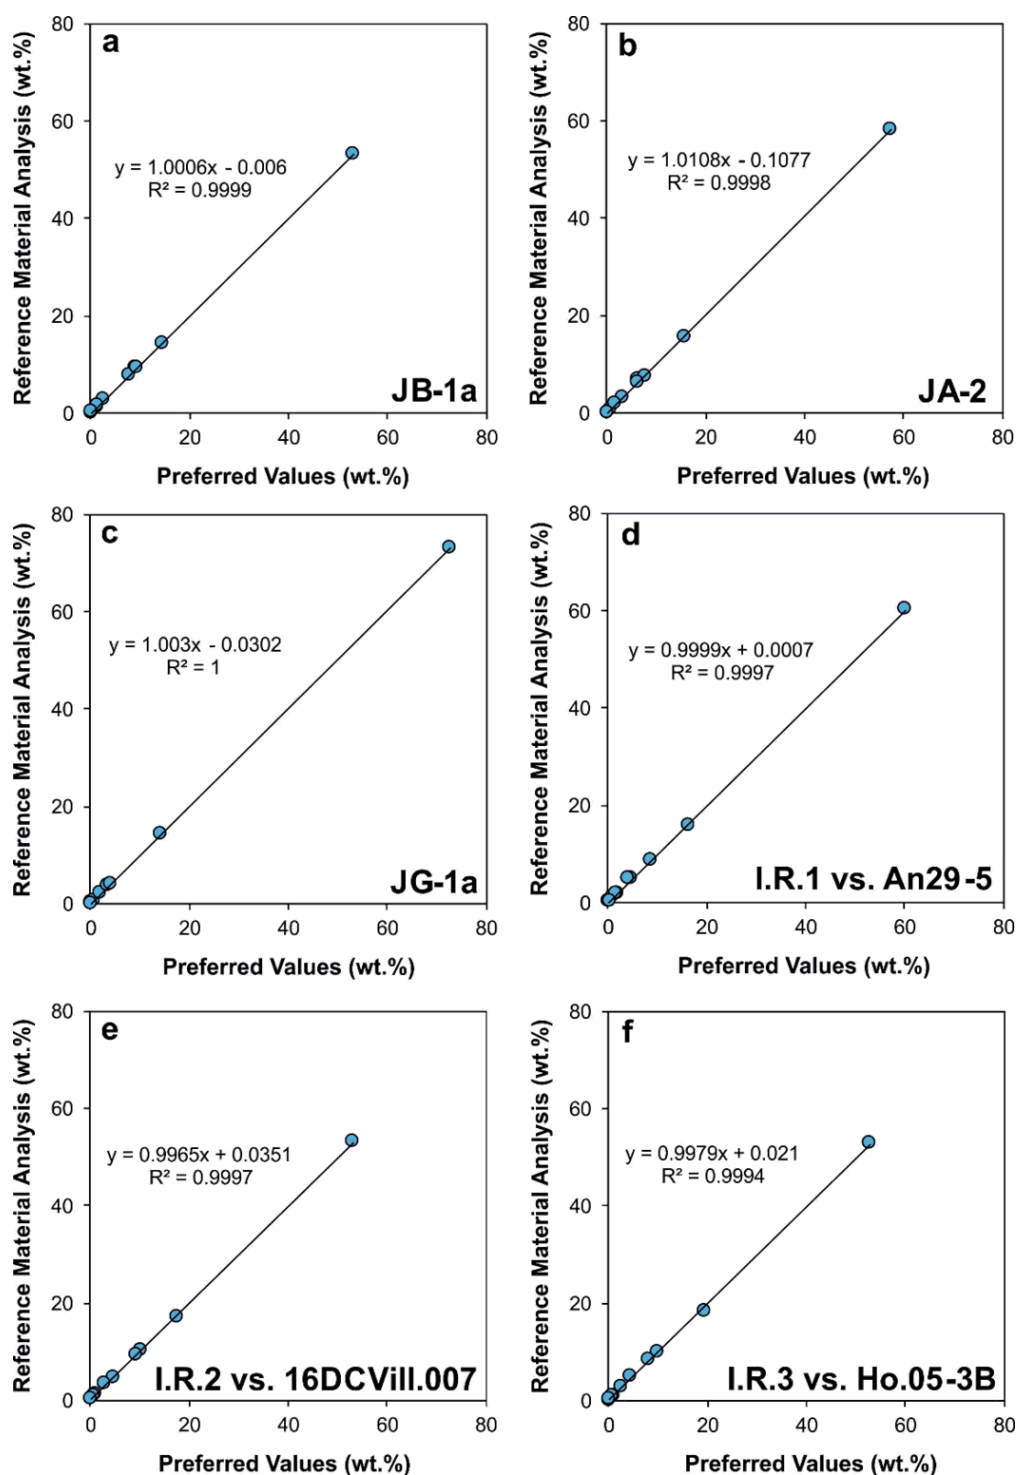 a
Reference Material Analysis (wt.%)
80
60
40
20
0
y = 1.0006x - 0.006
R² = 0.9999
JB-1a
0 20 40 60 80
Preferred Values (wt.%)
b
Reference Material Analysis (wt.%)
80
60
40
20
0
y = 1.0108x - 0.1077
R² = 0.9998
JA-2
0 20 40 60 80
Preferred Values (wt.%)
c
Reference Material Analysis (wt.%)
80
60
40
20
0
y = 1.003x - 0.0302
R² = 1
JG-1a
0 20 40 60 80
Preferred Values (wt.%)
d
Reference Material Analysis (wt.%)
80
60
40
20
0
y = 0.9999x + 0.0007
R² = 0.9997
I.R.1 vs. An29-5
0 20 40 60 80
Preferred Values (wt.%)
e
Reference Material Analysis (wt.%)
80
60
40
20
0
y = 0.9965x + 0.0351
R² = 0.9997
I.R.2 vs. 16DCVill.007
0 20 40 60 80
Preferred Values (wt.%)
f
Reference Material Analysis (wt.%)
80
60
40
20
0
y = 0.9979x + 0.021
R² = 0.9994
I.R.3 vs. Ho.05-3B
0 20 40 60 80
Preferred Values (wt.%)